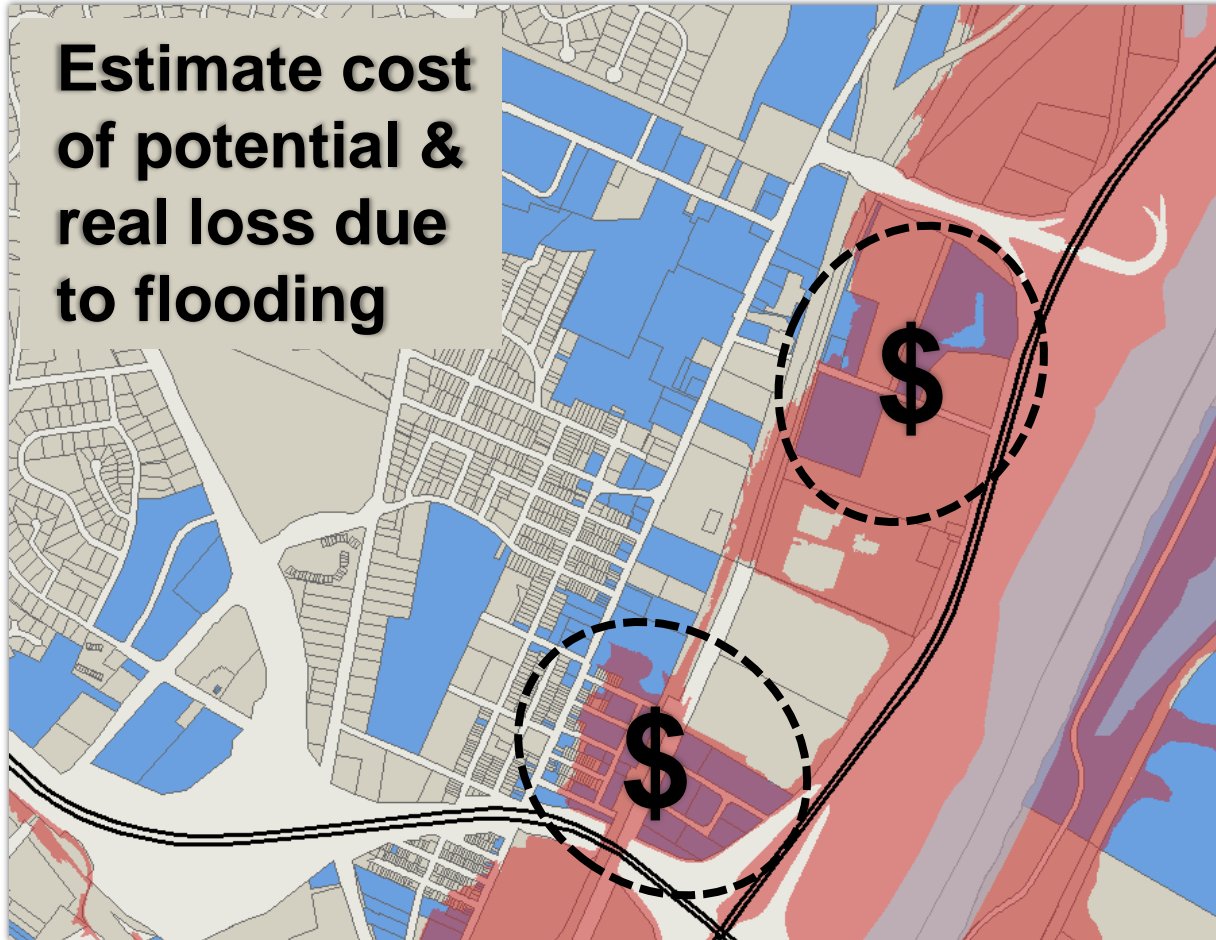 Estimate cost
of potential &
real loss due
to flooding
$
$